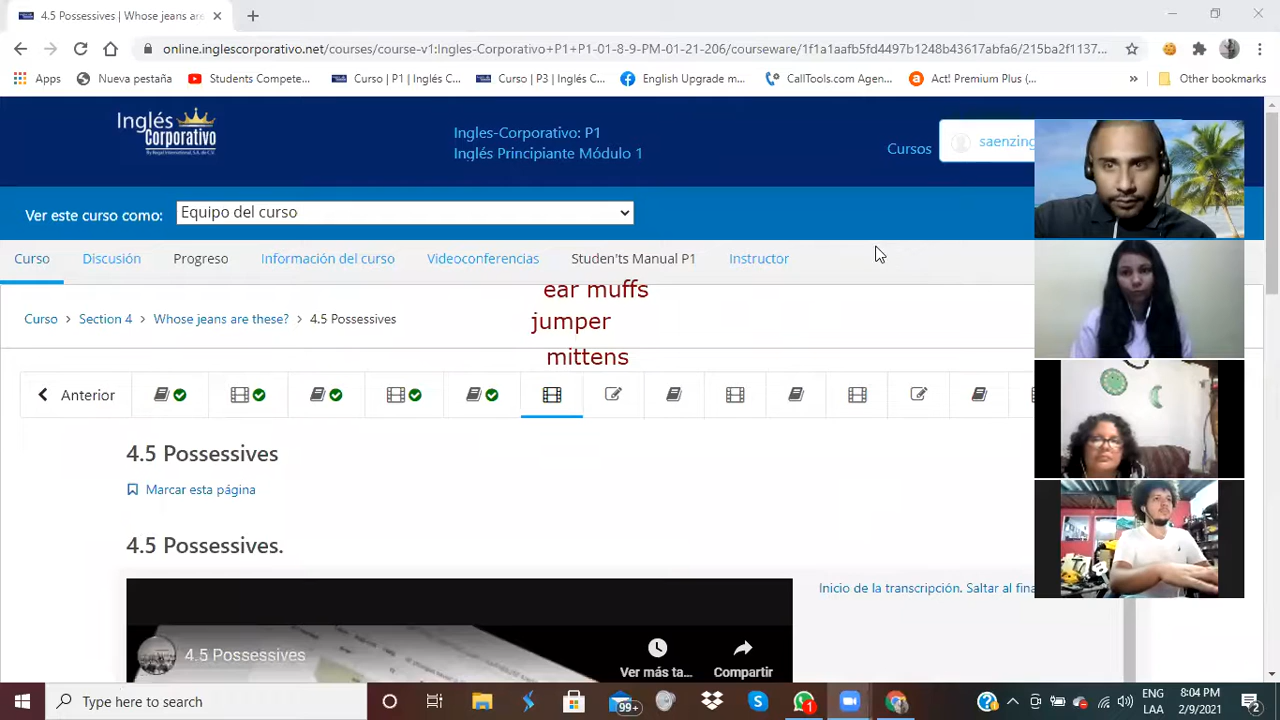 4.5 Possessives | Whose jeans are
online.inglescorporativo.net/courses/course-v1:Ingles-Corporativo+P1+P1-01-8-9-PM-01-21-206/courseware/1f1a1aafb5fd4497b1248b43617abfa6/215ba2f1137...
Apps Nueva pestaña Students Compete... Curso | P1 | Inglés C... Curso | P3 | Inglés C... English Upgrade m... CallTools.com Agen... Act! Premium Plus (... » Other bookmarks
Inglés
Corporativo
Ingles-Corporativo: P1
Inglés Principiante Módulo 1
Cursos saenzing
Ver este curso como: Equipo del curso
Curso Discusión Progreso Información del curso Videoconferencias Studen'ts Manual P1 Instructor
ear muffs
jumper
mittens
Curso > Section 4 > Whose jeans are these? > 4.5 Possessives
Anterior
4.5 Possessives
Marcar esta página
4.5 Possessives.
Inicio de la transcripción. Saltar al fina
4.5 Possessives
Ver más ta... Compartir
Type here to search
99+
1
ENG
LAA
8:04 PM
2/9/2021
2